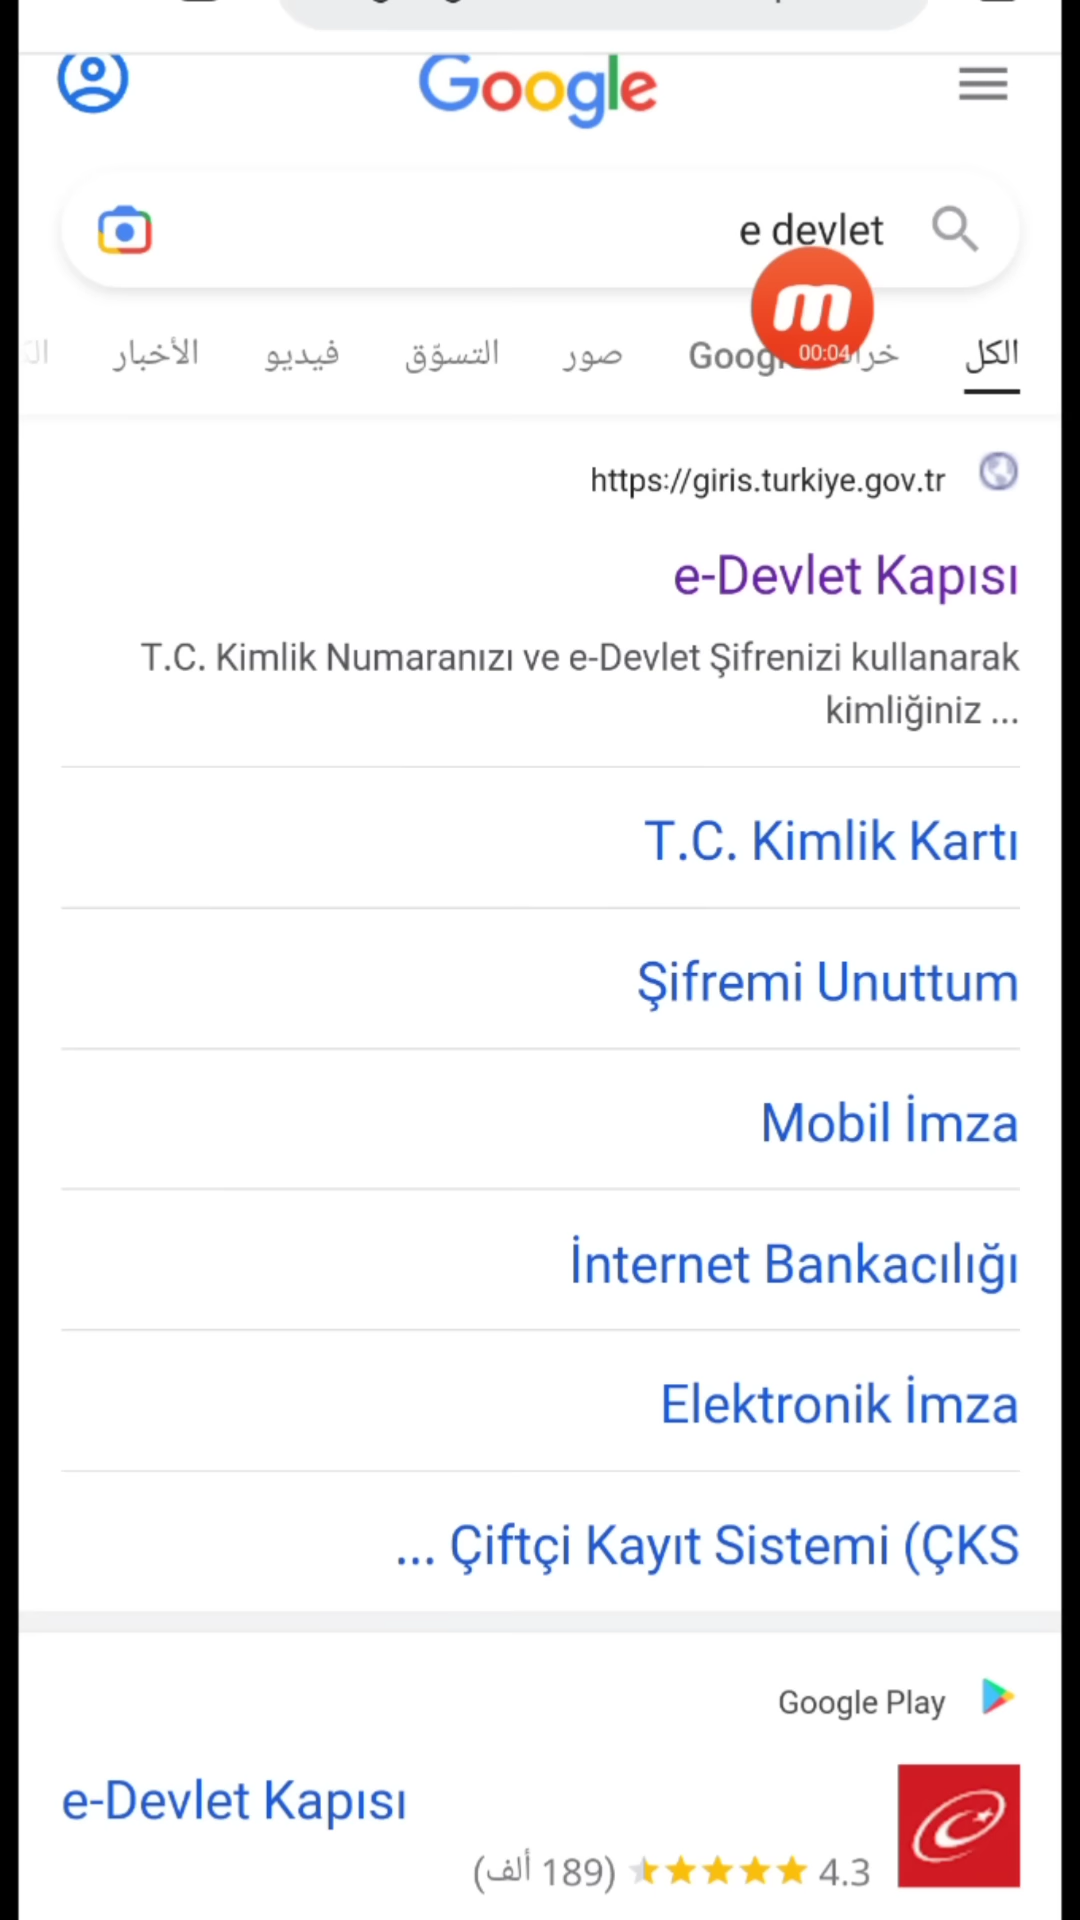 Google
e devlet
00:04
الكل صور التسوّق فيديو الأخبار
https://giris.turkiye.gov.tr
e-Devlet Kapısı
T.C. Kimlik Numaranızı ve e-Devlet Şifrenizi kullanarak
kimliğiniz ...
T.C. Kimlik Kartı
Şifremi Unuttum
Mobil İmza
İnternet Bankacılığı
Elektronik İmza
... Çiftçi Kayıt Sistemi (ÇKS
Google Play
e-Devlet Kapısı
4.3 (189 ألف)